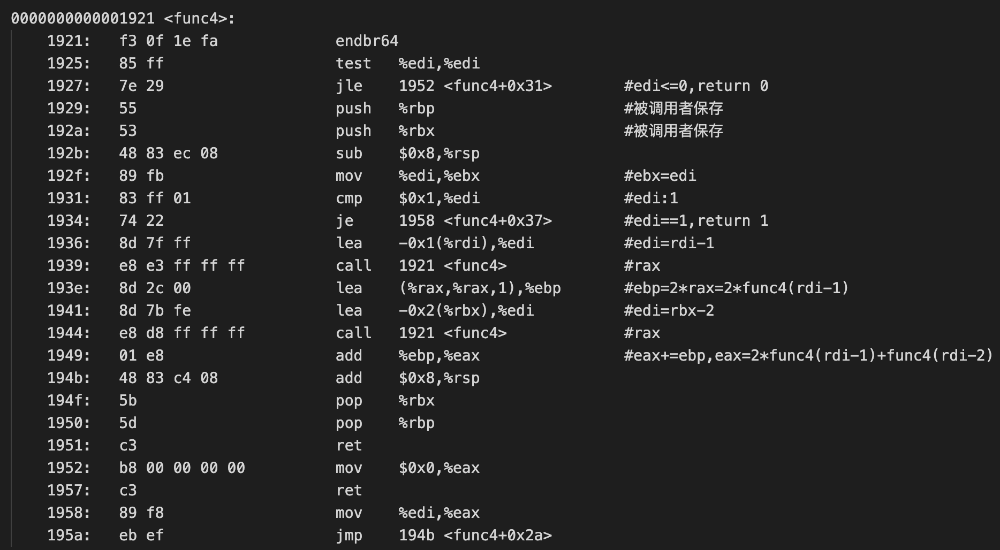 0000000000001921 <func4>:
    1921:   f3 0f 1e fa             endbr64
    1925:   85 ff                   test   %edi,%edi
    1927:   7e 29                   jle    1952 <func4+0x31>        #edi<=0,return 0
    1929:   55                      push   %rbp                     #被调用者保存
    192a:   53                      push   %rbx                     #被调用者保存
    192b:   48 83 ec 08             sub    $0x8,%rsp
    192f:   89 fb                   mov    %edi,%ebx                #ebx=edi
    1931:   83 ff 01                cmp    $0x1,%edi                #edi:1
    1934:   74 22                   je     1958 <func4+0x37>        #edi==1,return 1
    1936:   8d 7f ff                lea    -0x1(%rdi),%edi          #edi=rdi-1
    1939:   e8 e3 ff ff ff          call   1921 <func4>             #rax
    193e:   8d 2c 00                lea    (%rax,%rax,1),%ebp       #ebp=2*rax=2*func4(rdi-1)
    1941:   8d 7b fe                lea    -0x2(%rbx),%edi          #edi=rbx-2
    1944:   e8 d8 ff ff ff          call   1921 <func4>             #rax
    1949:   01 e8                   add    %ebp,%eax                #eax+=ebp,eax=2*func4(rdi-1)+func4(rdi-2)
    194b:   48 83 c4 08             add    $0x8,%rsp
    194f:   5b                      pop    %rbx
    1950:   5d                      pop    %rbp
    1951:   c3                      ret
    1952:   b8 00 00 00 00          mov    $0x0,%eax
    1957:   c3                      ret
    1958:   89 f8                   mov    %edi,%eax
    195a:   eb ef                   jmp    194b <func4+0x2a>